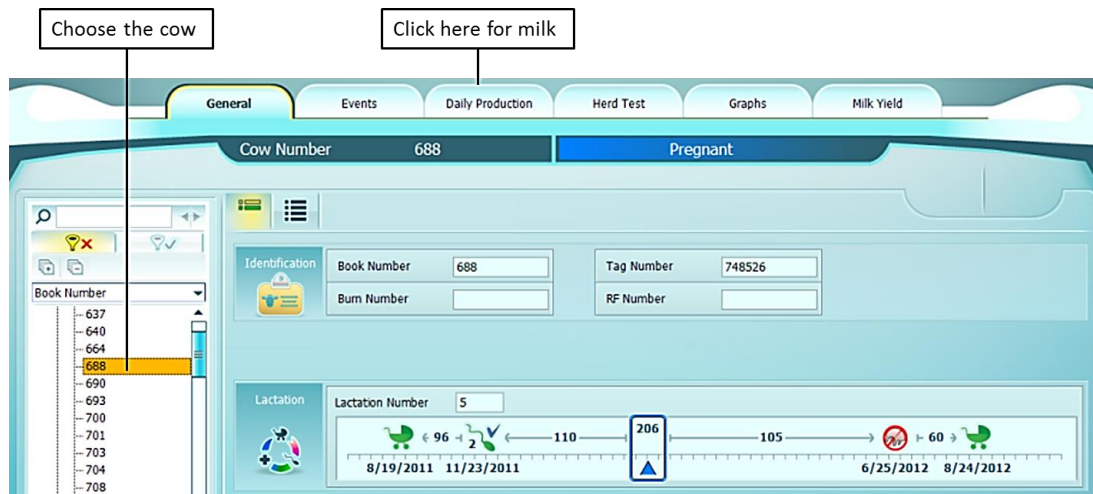 Choose the cow
Click here for milk
General Events Daily Production Herd Test Graphs Milk Yield
Cow Number 688 Pregnant
Identification
Book Number 688 Tag Number 748526
Burn Number RF Number
Book Number
637
640
664
688
690
693
700
701
703
704
708
Lactation
Lactation Number 5
96 2 110 206 105 60
8/19/2011 11/23/2011 6/25/2012 8/24/2012